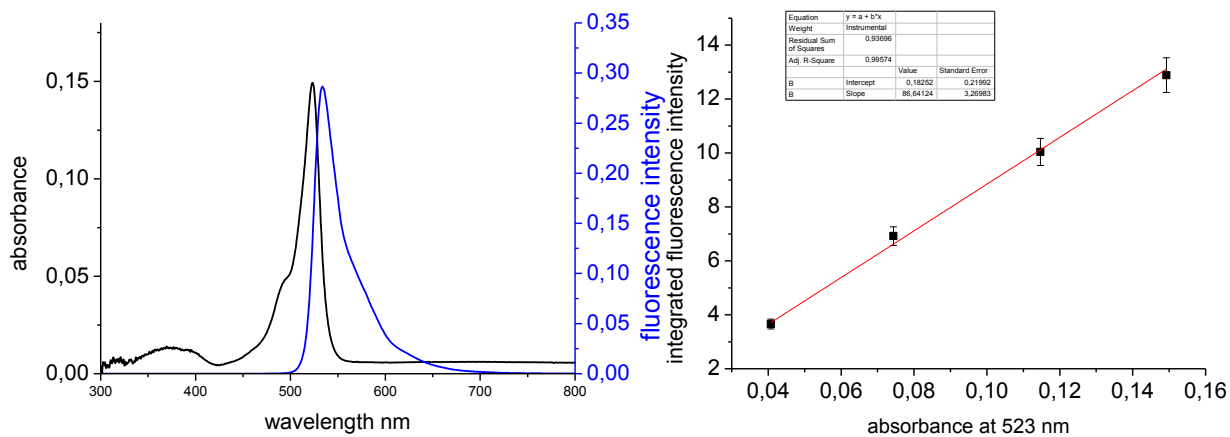 0,15
0,10
0,05
0,00
absorbance
300 400 500 600 700 800
wavelength nm
0,35
0,30
0,25
0,20
0,15
0,10
0,05
0,00
fluorescence intensity
14
12
10
8
6
4
2
integrated fluorescence intensity
Equation y = a + b*x
Weight Instrumental
Residual Sum
of Squares
0,93696
Adj. R-Square 0,99574
Value Standard Error
B Intercept 0,18252 0,21992
B Slope 86,64124 3,26983
0,04 0,06 0,08 0,10 0,12 0,14 0,16
absorbance at 523 nm